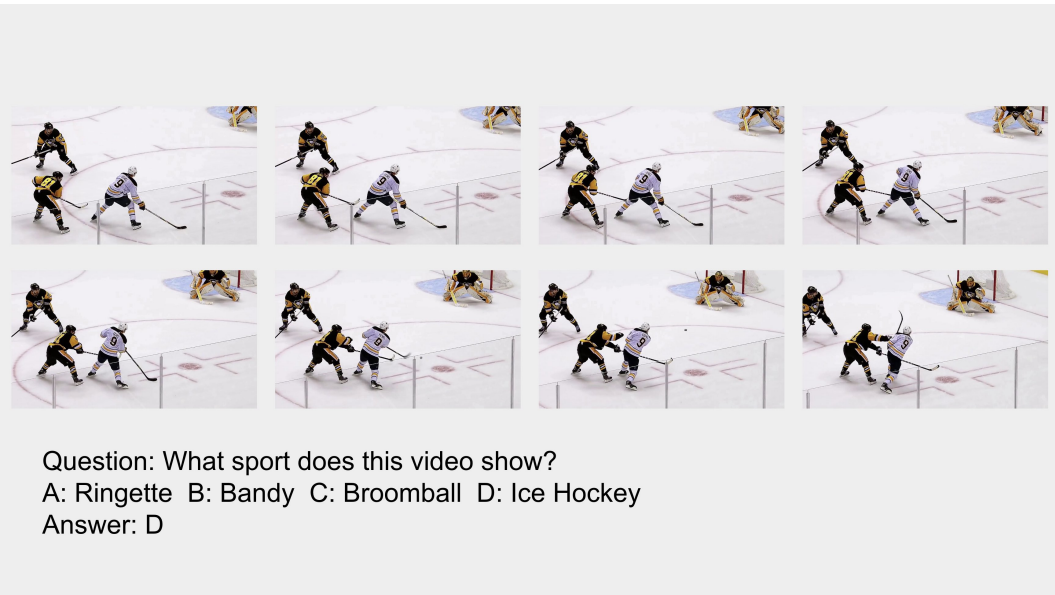 Question: What sport does this video show?
A: Ringette B: Bandy C: Broomball D: Ice Hockey
Answer: D